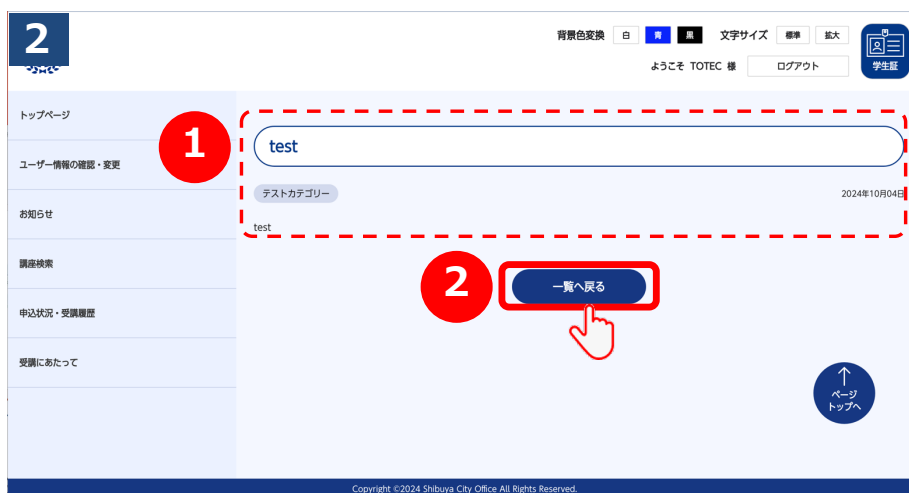 2
背景色変換 白 青 黒 文字サイズ 標準 拡大
ようこそ TOTEC 様 ログアウト
学生証
トップページ
ユーザー情報の確認・変更
お知らせ
講座検索
申込状況・受講履歴
受講にあたって
1
test
テストカテゴリー
2024年10月04日
test
2
一覧へ戻る
ページ
トップへ
Copyright ©2024 Shibuya City Office All Rights Reserved.